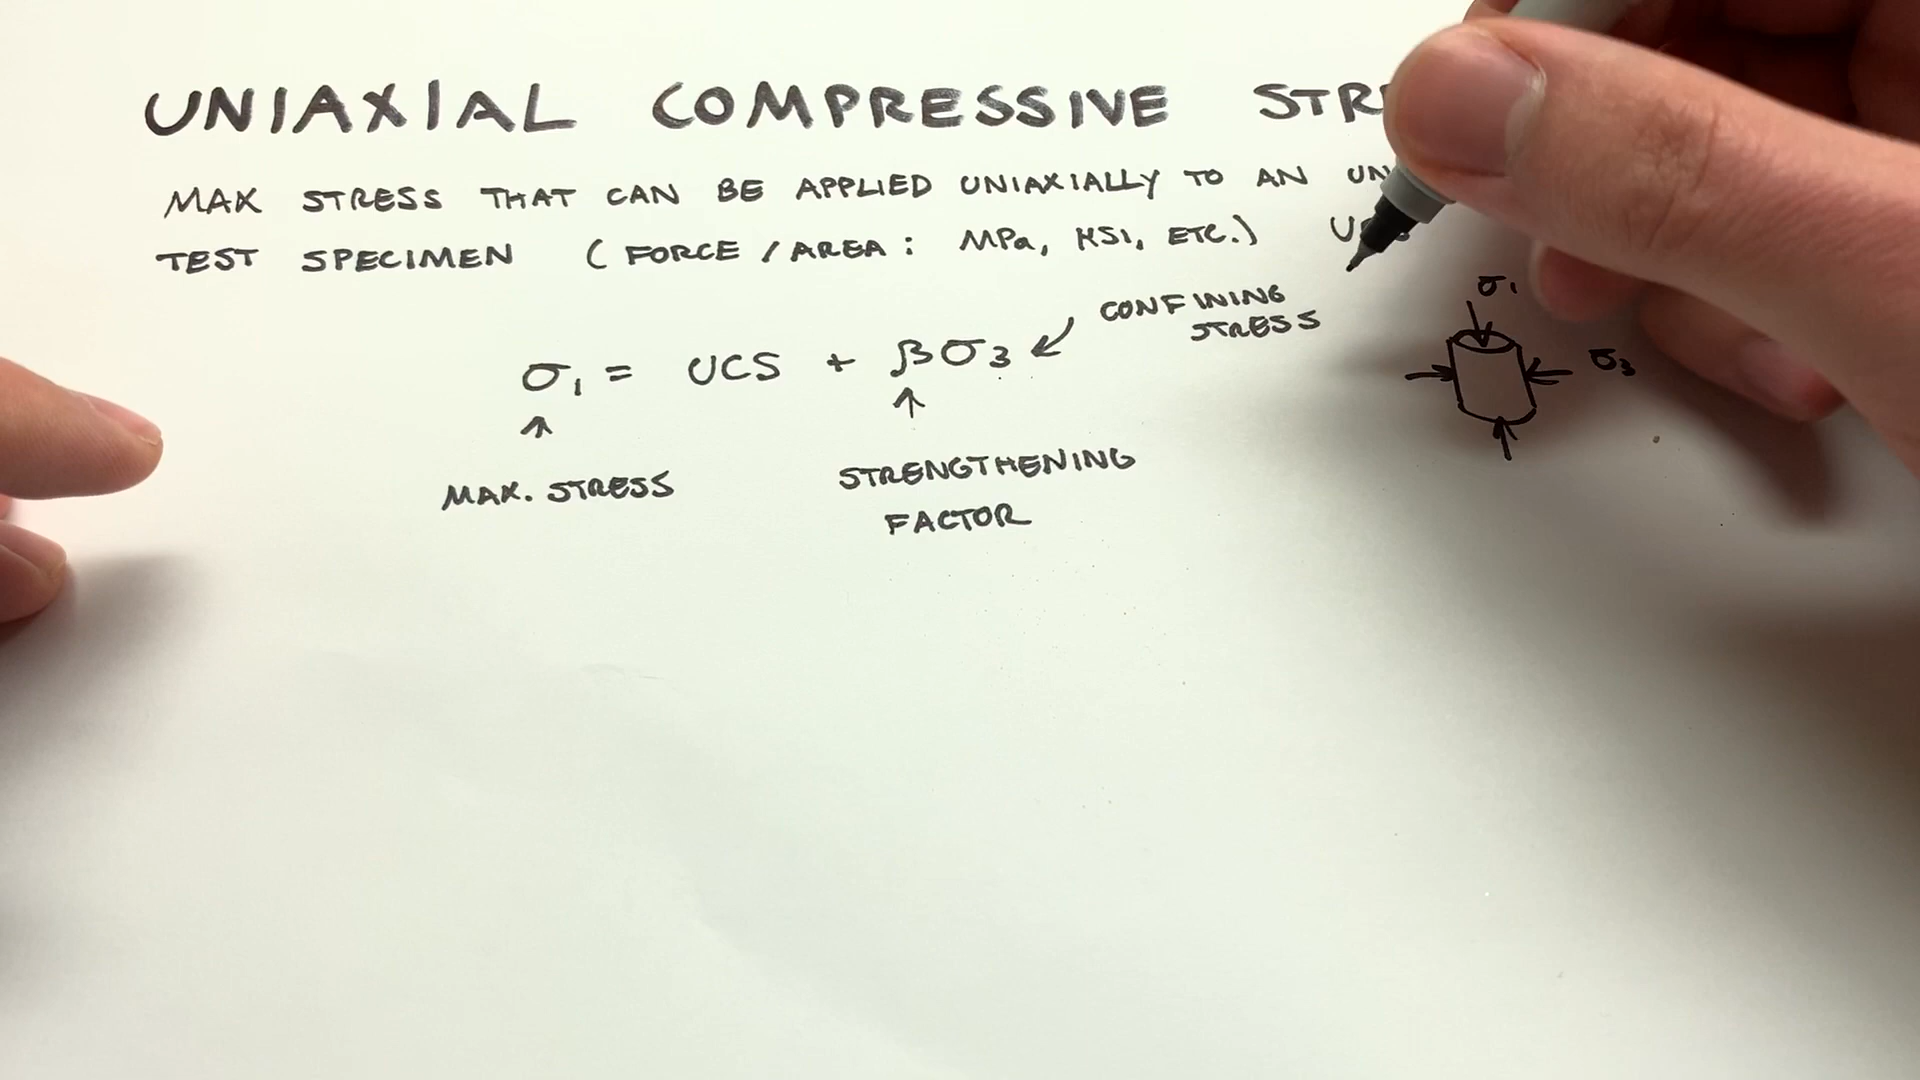 UNIAXIAL COMPRESSIVE
MAX STRESS THAT CAN BE APPLIED UNIAXIALLY TO AN
TEST SPECIMEN (FORCE / AREA: MPa, KSI, ETC.)
CONFINING
STRESS
σ1
σ1 = UCS + βσ3
σ3
MAX. STRESS
STRENGTHENING
FACTOR